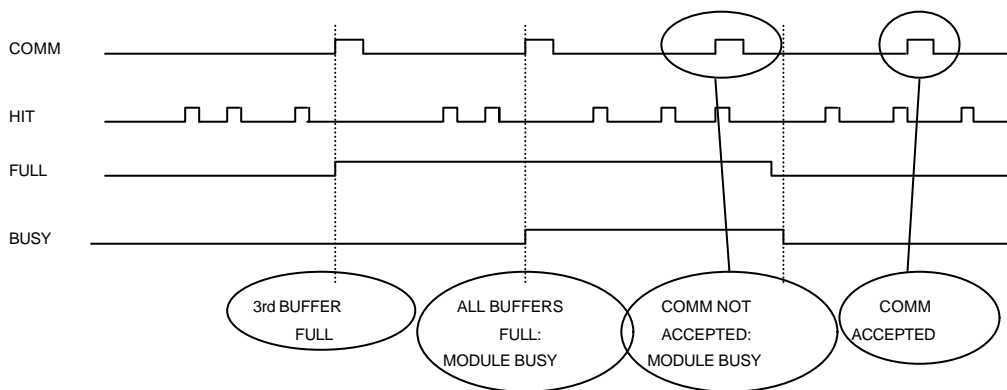 COMM
HIT
FULL
BUSY
3rd BUFFER
FULL
ALL BUFFERS
FULL:
MODULE BUSY
COMM NOT
ACCEPTED:
MODULE BUSY
COMM
ACCEPTED